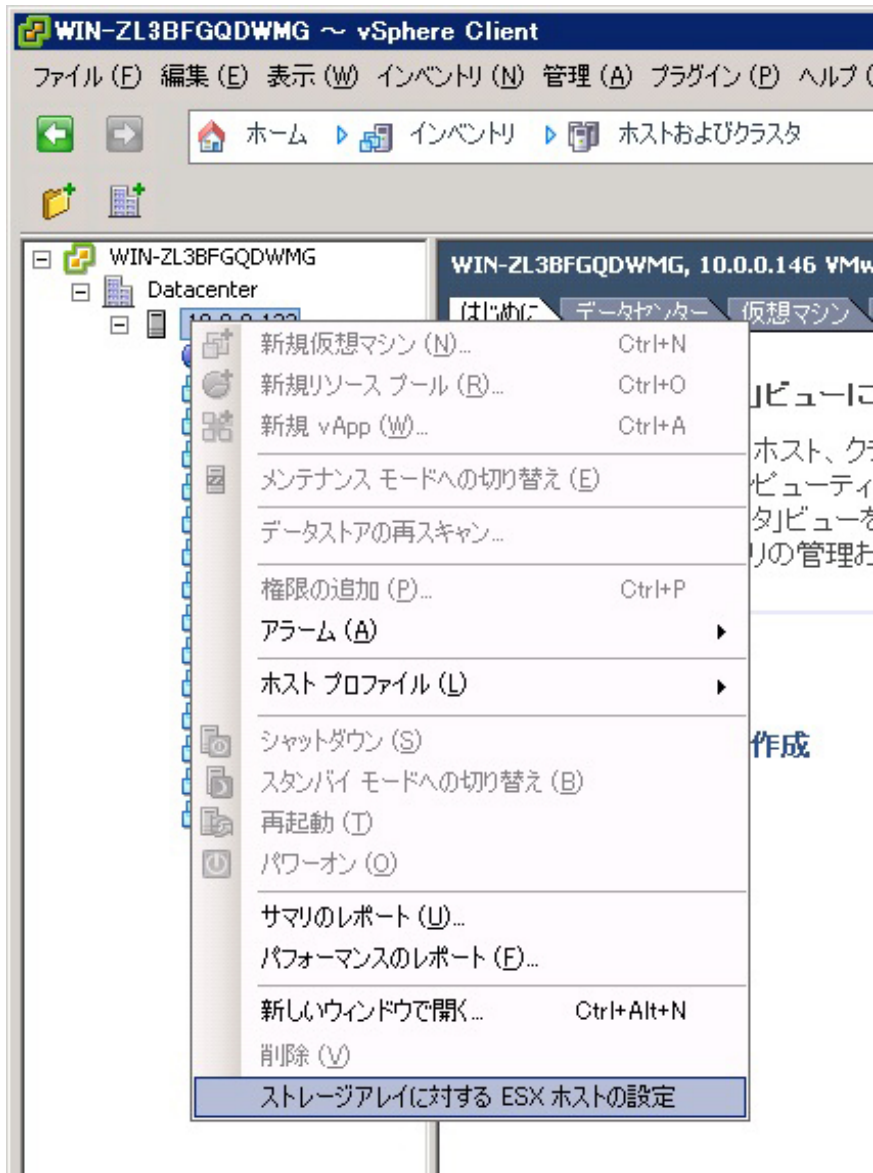 WIN-ZL3BFGQDWMG ～ vSphere Client
ファイル (F) 編集 (E) 表示 (W) インベントリ (N) 管理 (A) プラグイン (P) ヘルプ (
ホーム インベントリ ホストおよびクラスタ
WIN-ZL3BFGQDWMG
Datacenter
WIN-ZL3BFGQDWMG, 10.0.0.146 VMw
はじめに データセンター 仮想マシン
新規仮想マシン (N)... Ctrl+N
新規リソース プール (R)... Ctrl+O
新規 vApp (W)... Ctrl+A
メンテナンス モードへの切り替え (E)
データストアの再スキャン...
権限の追加 (P)... Ctrl+P
アラーム (A)
ホスト プロファイル (L)
シャットダウン (S)
スタンバイ モードへの切り替え (B)
再起動 (T)
パワーオン (O)
サマリのレポート (U)...
パフォーマンスのレポート (F)...
新しいウィンドウで開く... Ctrl+Alt+N
削除 (V)
ストレージアレイに対する ESX ホストの設定
」ビューに
ホスト、クラ
ピューティ
タ」ビューを
リの管理お
作成